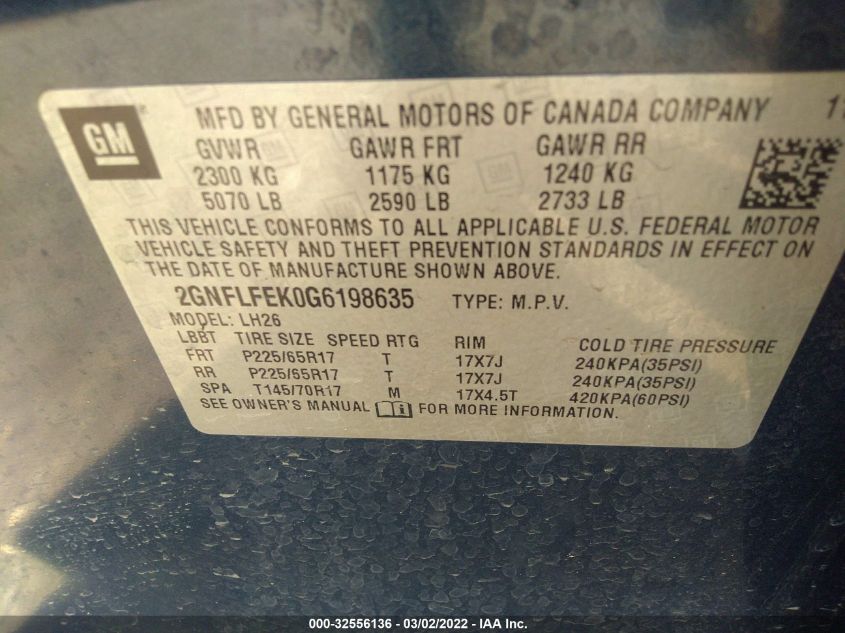 MFD BY GENERAL MOTORS OF CANADA COMPANY
GM
GVWR GAWR FRT GAWR RR
2300 KG 1175 KG 1240 KG
5070 LB 2590 LB 2733 LB
THIS VEHICLE CONFORMS TO ALL APPLICABLE U.S. FEDERAL MOTOR
VEHICLE SAFETY AND THEFT PREVENTION STANDARDS IN EFFECT ON
THE DATE OF MANUFACTURE SHOWN ABOVE.
2GNFLFEK0G6198635 TYPE: M.P.V.
MODEL: LH26
LBBT TIRE SIZE SPEED RTG RIM COLD TIRE PRESSURE
FRT P225/65R17 T 17X7J 240KPA(35PSI)
RR P225/65R17 T 17X7J 240KPA(35PSI)
SPA T145/70R17 M 17X4.5T 420KPA(60PSI)
SEE OWNER'S MANUAL FOR MORE INFORMATION.
000-32556136 - 03/02/2022 - IAA Inc.